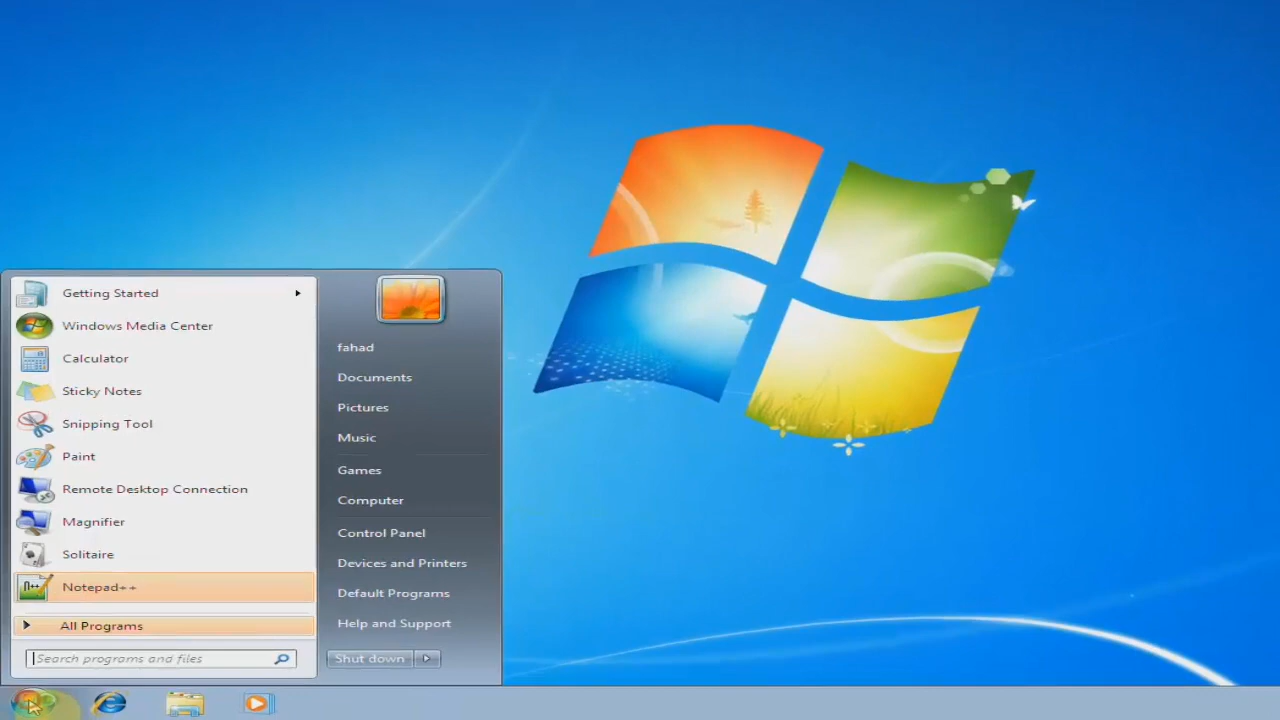 Getting Started
Windows Media Center
Calculator
Sticky Notes
Snipping Tool
Paint
Remote Desktop Connection
Magnifier
Solitaire
Notepad++
All Programs
Search programs and files
fahad
Documents
Pictures
Music
Games
Computer
Control Panel
Devices and Printers
Default Programs
Help and Support
Shut down